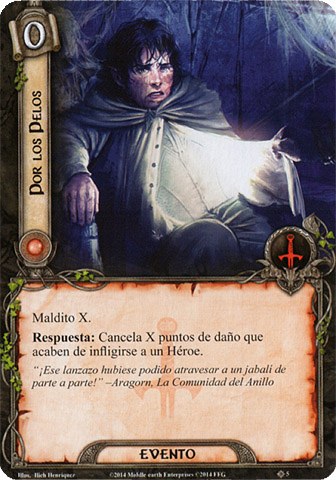 0
Por los Pelos
Maldito X.
Respuesta: Cancela X puntos de daño que
acaben de infligirse a un Héroe.
“¡Ese lanzazo hubiese podido atravesar a un jabalí de
parte a parte!” –Aragorn, La Comunidad del Anillo
EVENTO
Illus. Rich Henriquez
©2014 Middle earth Enterprises ©2014 FFG
5